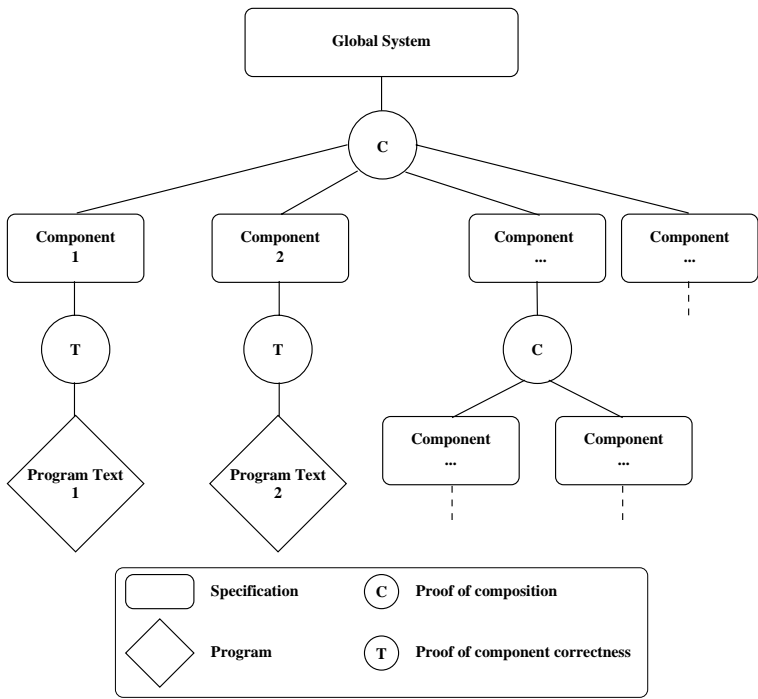 Global System
C
Component
1
Component
2
Component
...
Component
...
T
T
C
Program Text
1
Program Text
2
Component
...
Component
...
Specification
C
Proof of composition
Program
T
Proof of component correctness